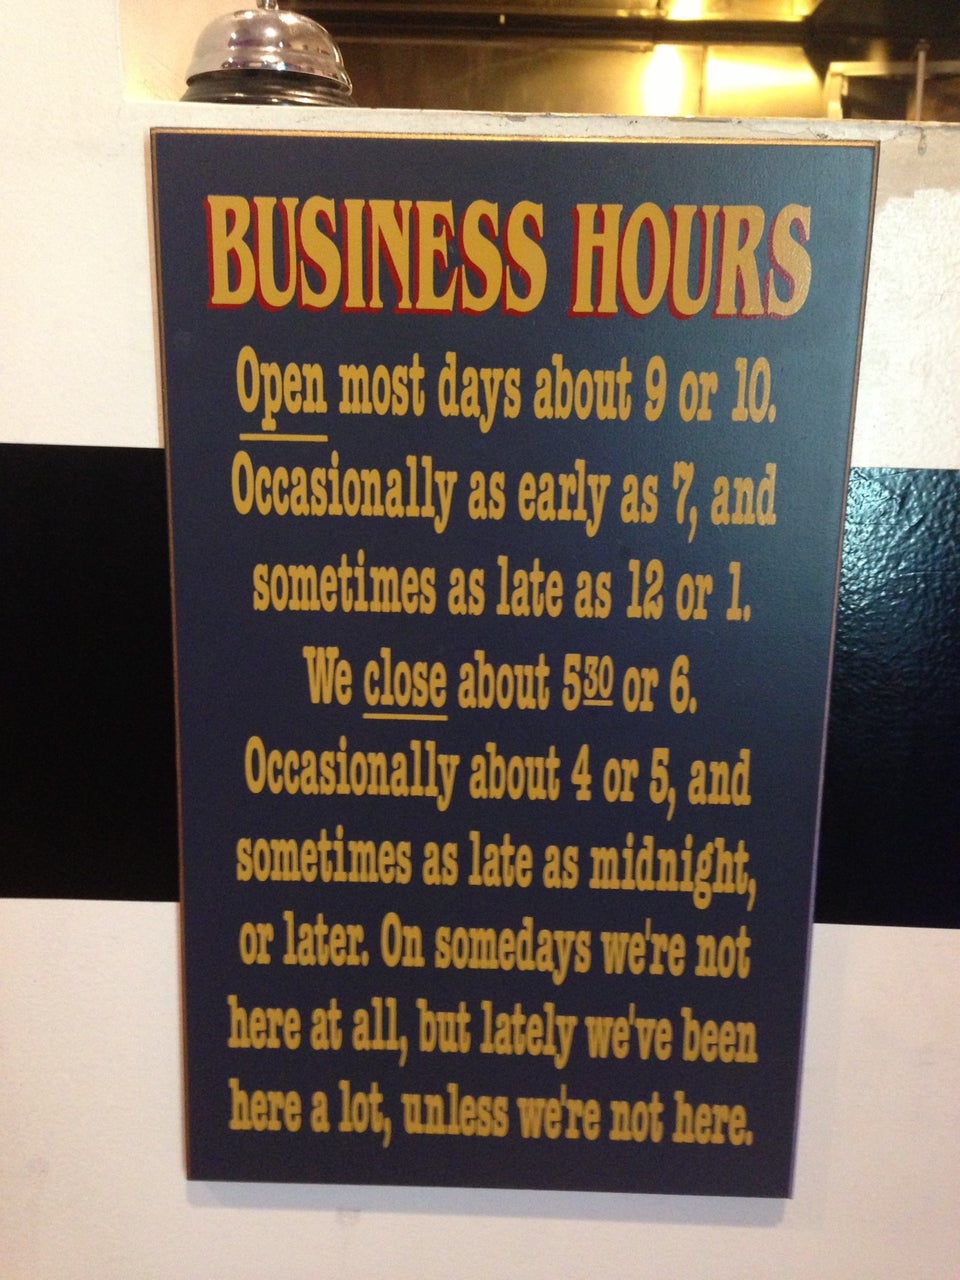 BUSINESS HOURS
Open most days about 9 or 10.
Occasionally as early as 7, and
sometimes as late as 12 or 1.
We close about 530 or 6.
Occasionally about 4 or 5, and
sometimes as late as midnight,
or later. On somedays we're not
here at all, but lately we've been
here a lot, unless we're not here.